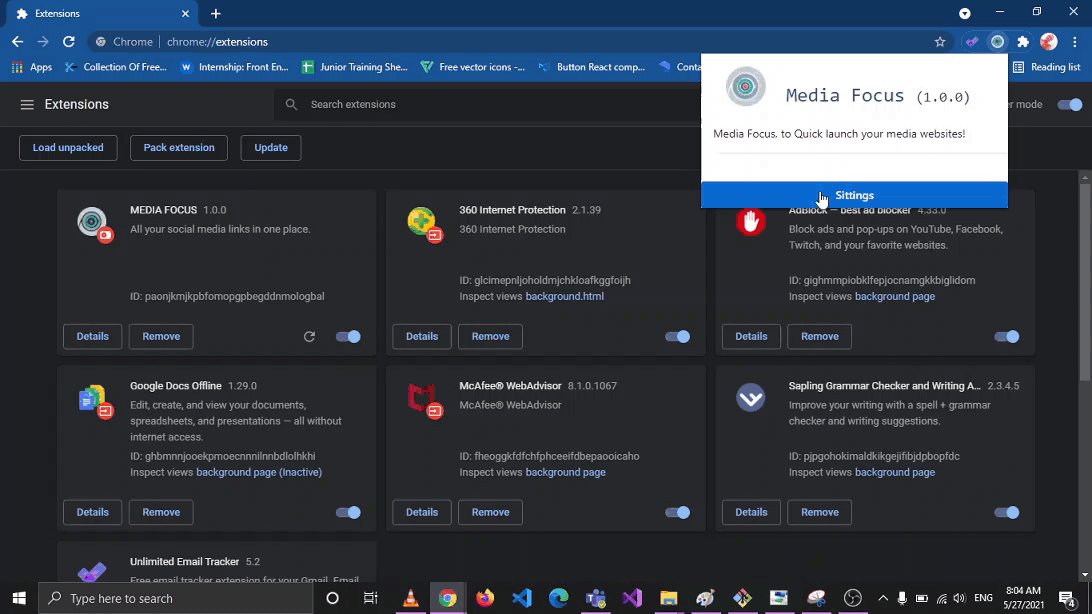 Extensions
Chrome | chrome://extensions
Apps
Collection Of Free...
Internship: Front En...
Junior Training She...
Free vector icons -...
Button React comp...
Conta
Reading list
Extensions
Search extensions
er mode
Media Focus (1.0.0)
Media Focus, to Quick launch your media websites!
Sittings
Load unpacked
Pack extension
Update
MEDIA FOCUS 1.0.0
All your social media links in one place.
ID: paonjkmjkpbfomopgpbegddnmologbal
Details
Remove
360 Internet Protection 2.1.39
360 Internet Protection
ID: glcimepnljoholdmjchkloafkggfoijh
Inspect views background.html
Details
Remove
AdBlock — best ad blocker 4.33.0
Block ads and pop-ups on YouTube, Facebook,
Twitch, and your favorite websites.
ID: gighmmpiobklfepjocnamgkkbiglidom
Inspect views background page
Details
Remove
Google Docs Offline 1.29.0
Edit, create, and view your documents,
spreadsheets, and presentations — all without
internet access.
ID: ghbmnnjooekpmoecnnnilnnbdlolhkhi
Inspect views background page (Inactive)
Details
Remove
McAfee® WebAdvisor 8.1.0.1067
McAfee® WebAdvisor
ID: fheoggkfdfchfphceeifdbepaooicaho
Inspect views background page
Details
Remove
Sapling Grammar Checker and Writing A... 2.3.4.5
Improve your writing with a spell + grammar
checker and writing suggestions.
ID: pjpgohokimaldkikgejifibjdpbopfdc
Inspect views background page
Details
Remove
Unlimited Email Tracker 5.2
Free email tracker extension for your Gmail. Email
Type here to search
ENG
8:04 AM
5/27/2021
4